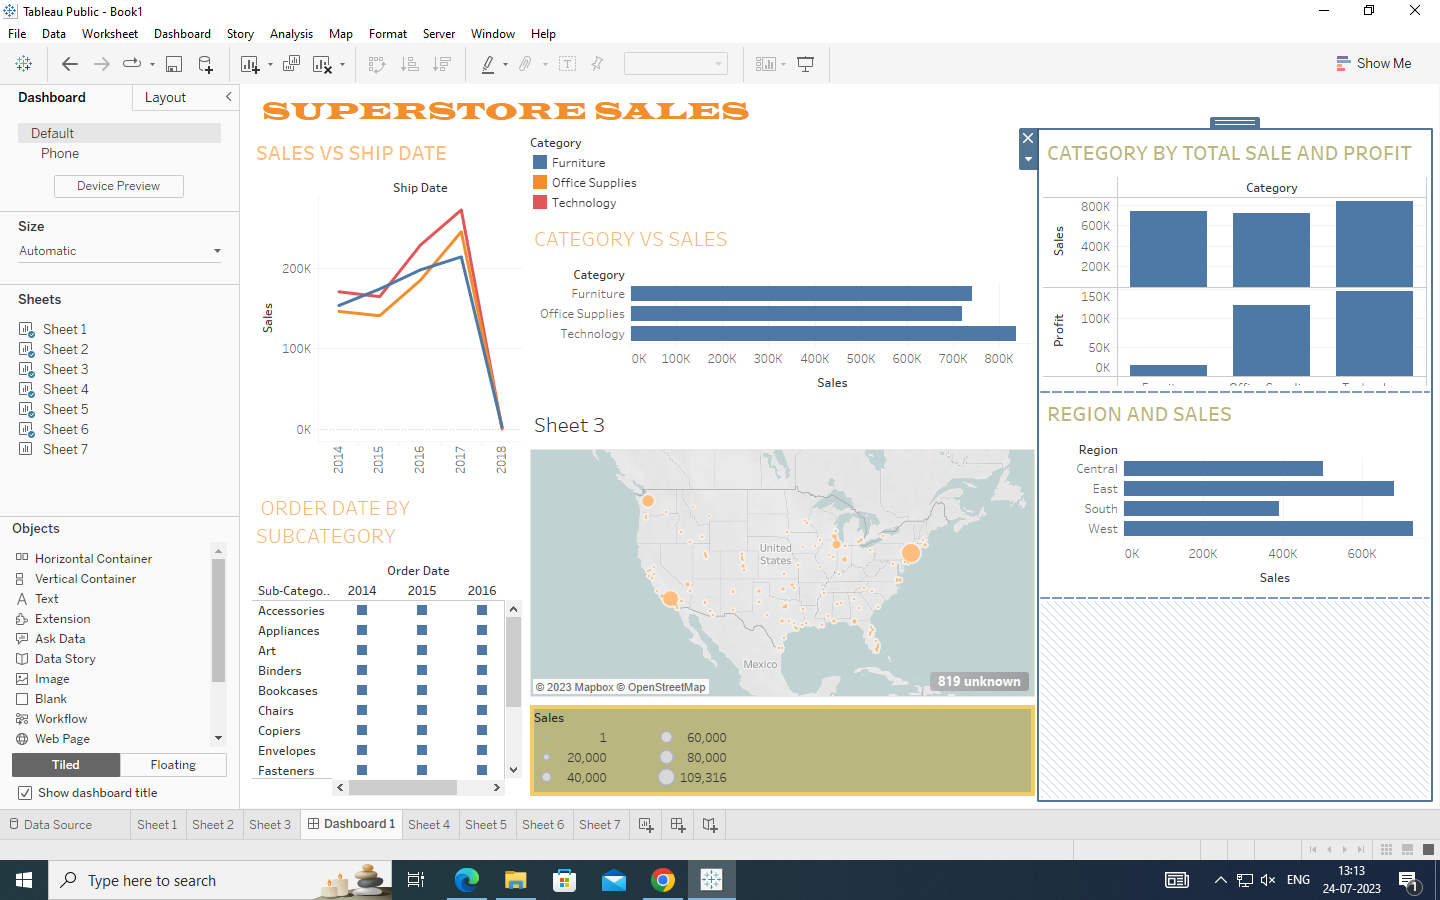 Tableau Public - Book1
File Data Worksheet Dashboard Story Analysis Map Format Server Window Help
Show Me
Dashboard Layout
Default
Phone
Device Preview
Size
Automatic
Sheets
Sheet 1
Sheet 2
Sheet 3
Sheet 4
Sheet 5
Sheet 6
Sheet 7
Objects
Horizontal Container
Vertical Container
Text
Extension
Ask Data
Data Story
Image
Blank
Workflow
Web Page
Tiled Floating
Show dashboard title
SUPERSTORE SALES
SALES VS SHIP DATE
Ship Date
Sales
200K
100K
0K
2014 2015 2016 2017 2018
ORDER DATE BY
SUBCATEGORY
Order Date
Sub-Catego.. 2014 2015 2016
Accessories
Appliances
Art
Binders
Bookcases
Chairs
Copiers
Envelopes
Fasteners
Category
Furniture
Office Supplies
Technology
CATEGORY VS SALES
Category
Furniture
Office Supplies
Technology
0K 100K 200K 300K 400K 500K 600K 700K 800K
Sales
Sheet 3
United
States
Mexico
© 2023 Mapbox © OpenStreetMap
819 unknown
Sales
1 60,000
20,000 80,000
40,000 109,316
CATEGORY BY TOTAL SALE AND PROFIT
Category
Sales
800K
600K
400K
200K
Profit
150K
100K
50K
0K
REGION AND SALES
Region
Central
East
South
West
0K 200K 400K 600K
Sales
Data Source Sheet 1 Sheet 2 Sheet 3 Dashboard 1 Sheet 4 Sheet 5 Sheet 6 Sheet 7
Type here to search
ENG
13:13
24-07-2023
1